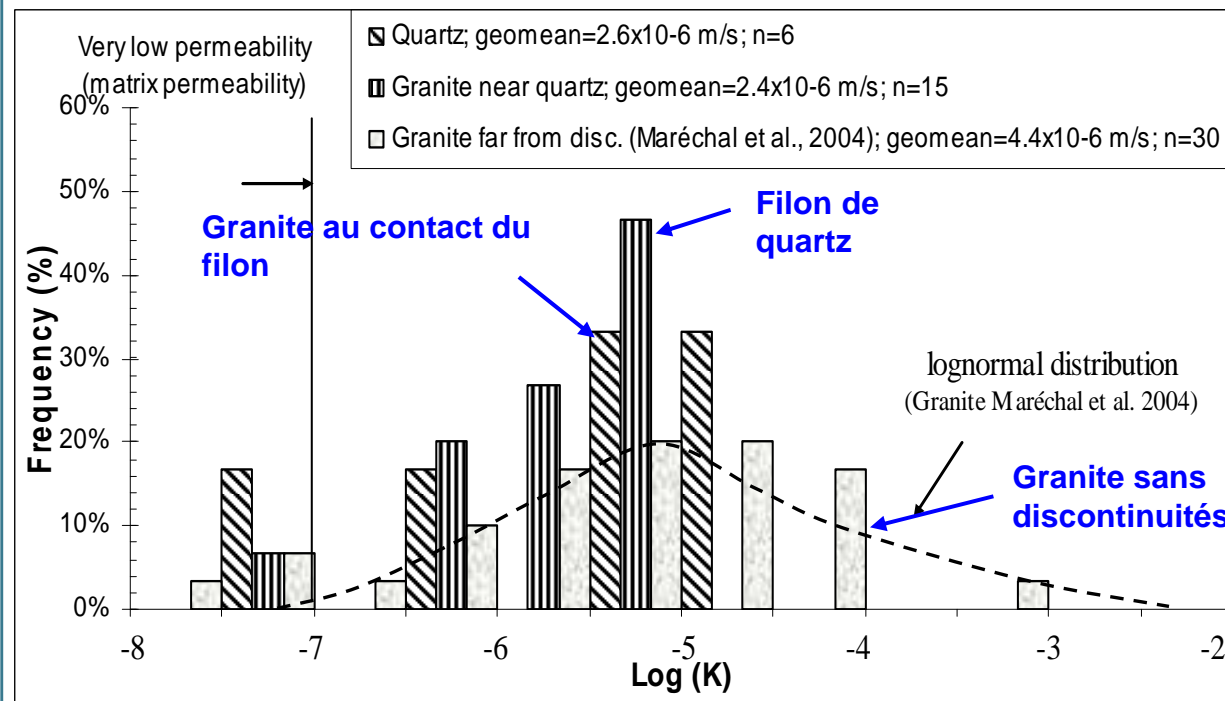 Very low permeability
(matrix permeability)
Quartz; geomean=2.6x10-6 m/s; n=6
Granite near quartz; geomean=2.4x10-6 m/s; n=15
Granite far from disc. (Maréchal et al., 2004); geomean=4.4x10-6 m/s; n=30
60%
50%
40%
30%
20%
10%
0%
Frequency (%)
Granite au contact du
filon
Filon de
quartz
lognormal distribution
(Granite Maréchal et al. 2004)
Granite sans
discontinuités
-8
-7
-6
-5
-4
-3
-2
Log (K)